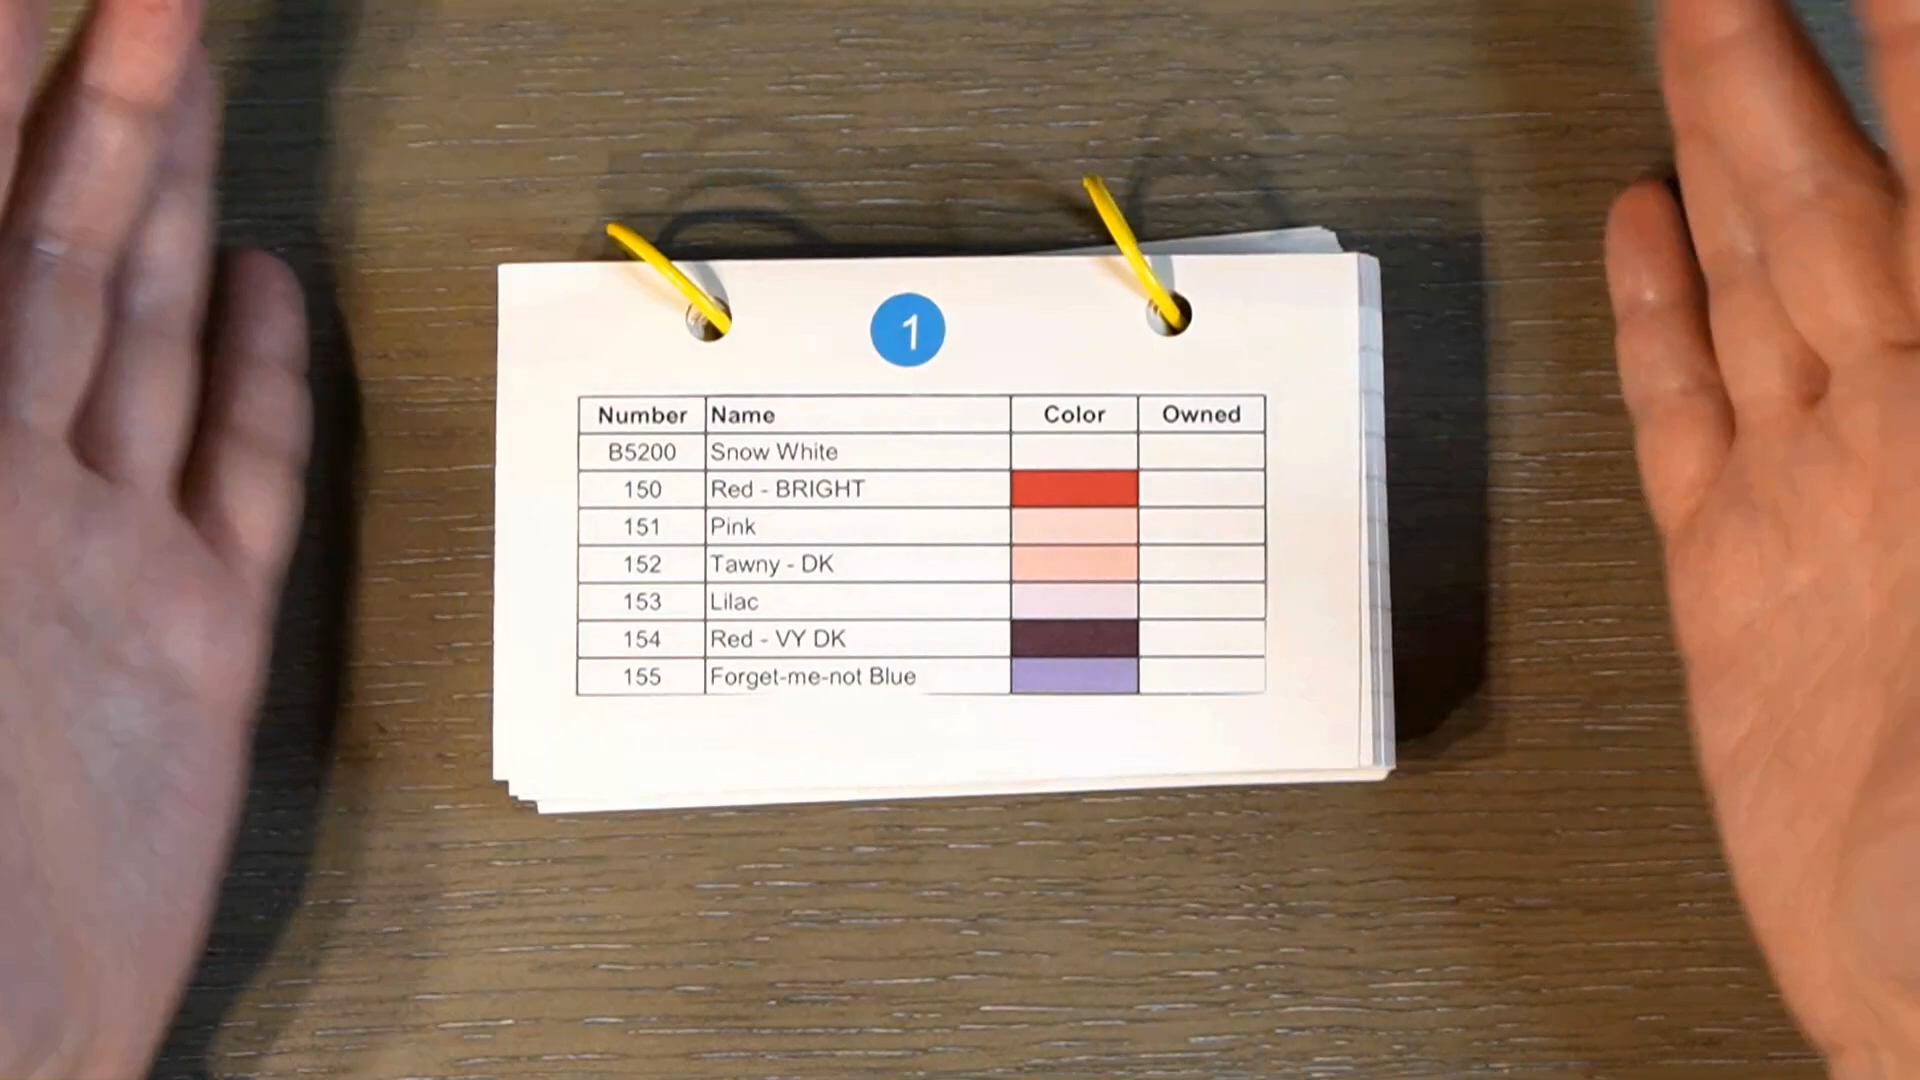 1
Number Name Color Owned
B5200 Snow White
150 Red - BRIGHT
151 Pink
152 Tawny - DK
153 Lilac
154 Red - VY DK
155 Forget-me-not Blue